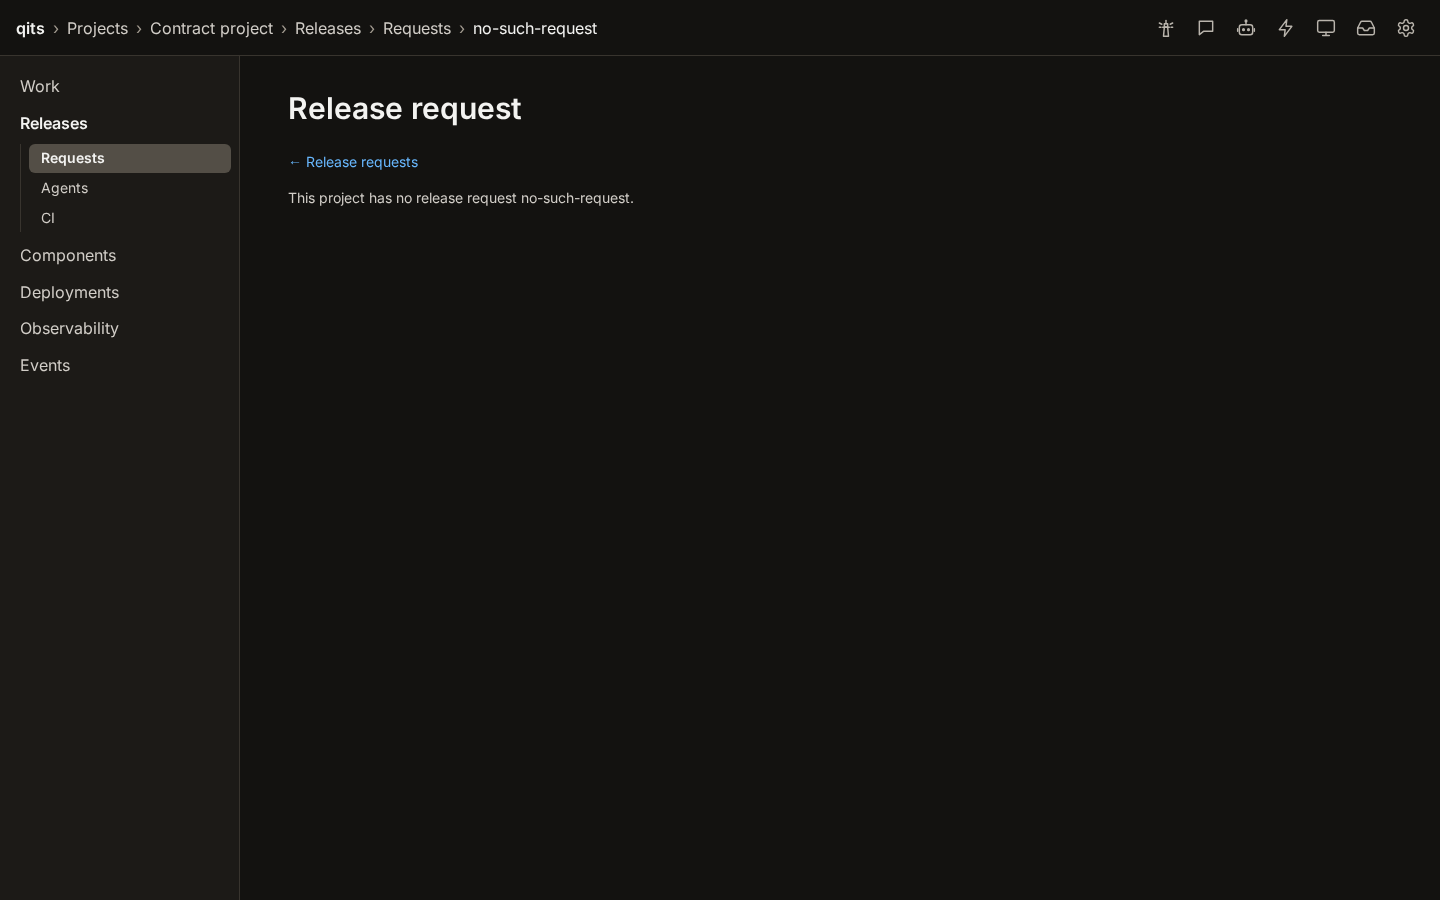 qits › Projects › Contract project › Releases › Requests › no-such-request
Work
Releases
Requests
Agents
CI
Components
Deployments
Observability
Events
Release request
← Release requests
This project has no release request no-such-request.